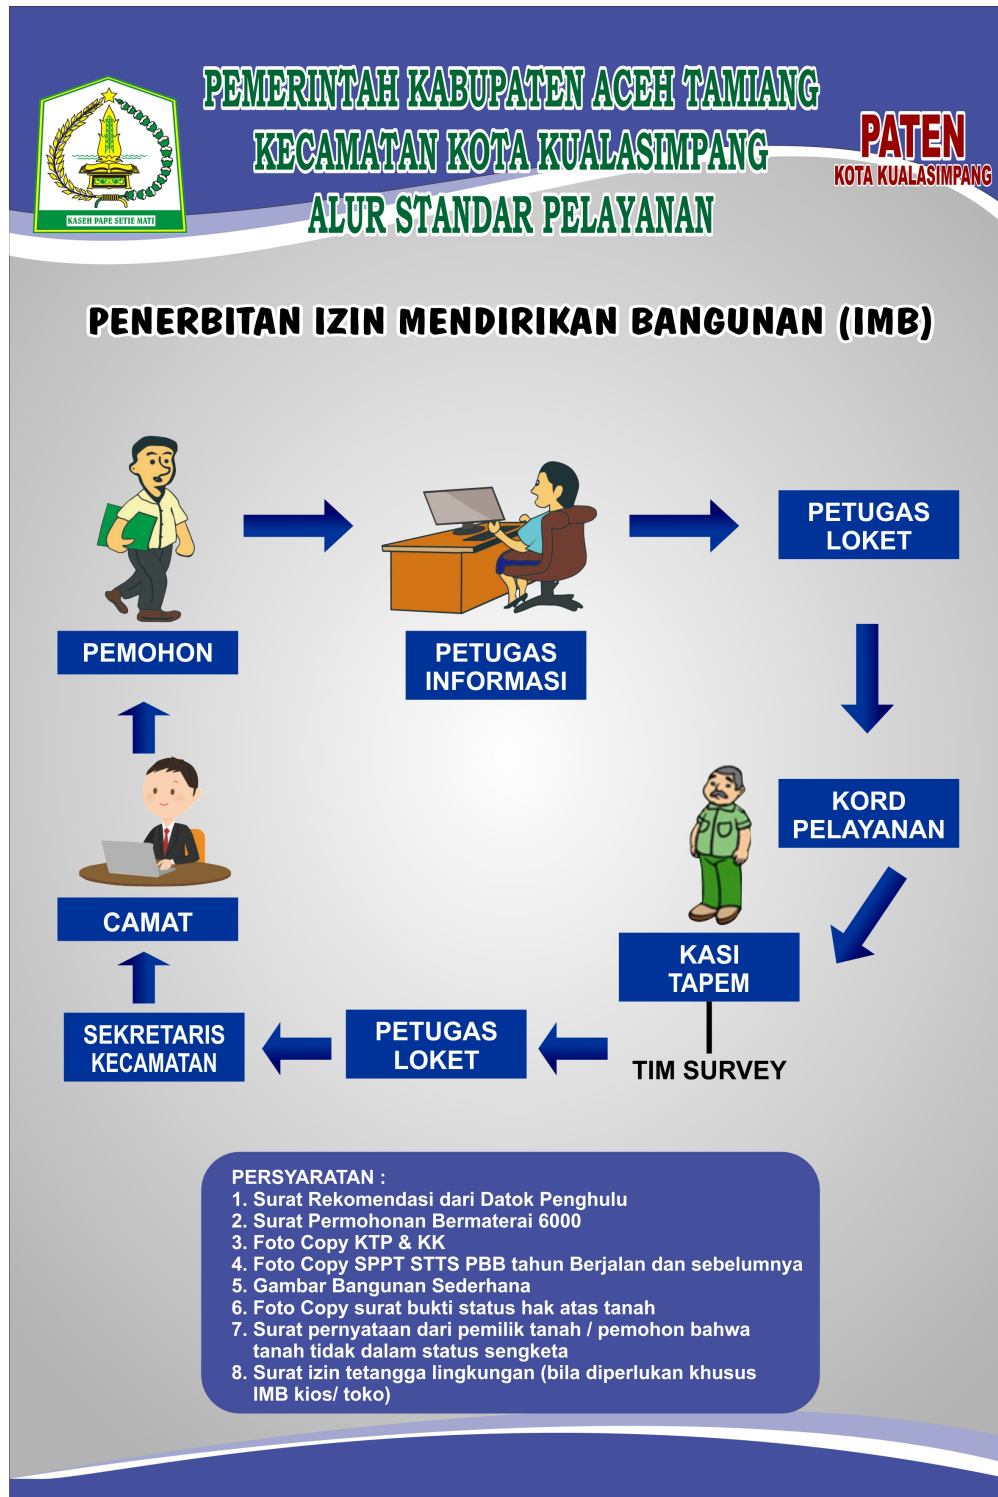 PEMERINTAH KABUPATEN ACEH TAMIANG
KECAMATAN KOTA KUALASIMPANG
ALUR STANDAR PELAYANAN
KASEH PAPE SETIE MATI
PATEN
KOTA KUALASIMPANG
PENERBITAN IZIN MENDIRIKAN BANGUNAN (IMB)
PEMOHON
PETUGAS
INFORMASI
PETUGAS
LOKET
KORD
PELAYANAN
KASI
TAPEM
TIM SURVEY
PETUGAS
LOKET
SEKRETARIS
KECAMATAN
CAMAT
PERSYARATAN :
1. Surat Rekomendasi dari Datok Penghulu
2. Surat Permohonan Bermaterai 6000
3. Foto Copy KTP & KK
4. Foto Copy SPPT STTS PBB tahun Berjalan dan sebelumnya
5. Gambar Bangunan Sederhana
6. Foto Copy surat bukti status hak atas tanah
7. Surat pernyataan dari pemilik tanah / pemohon bahwa
tanah tidak dalam status sengketa
8. Surat izin tetangga lingkungan (bila diperlukan khusus
IMB kios/ toko)